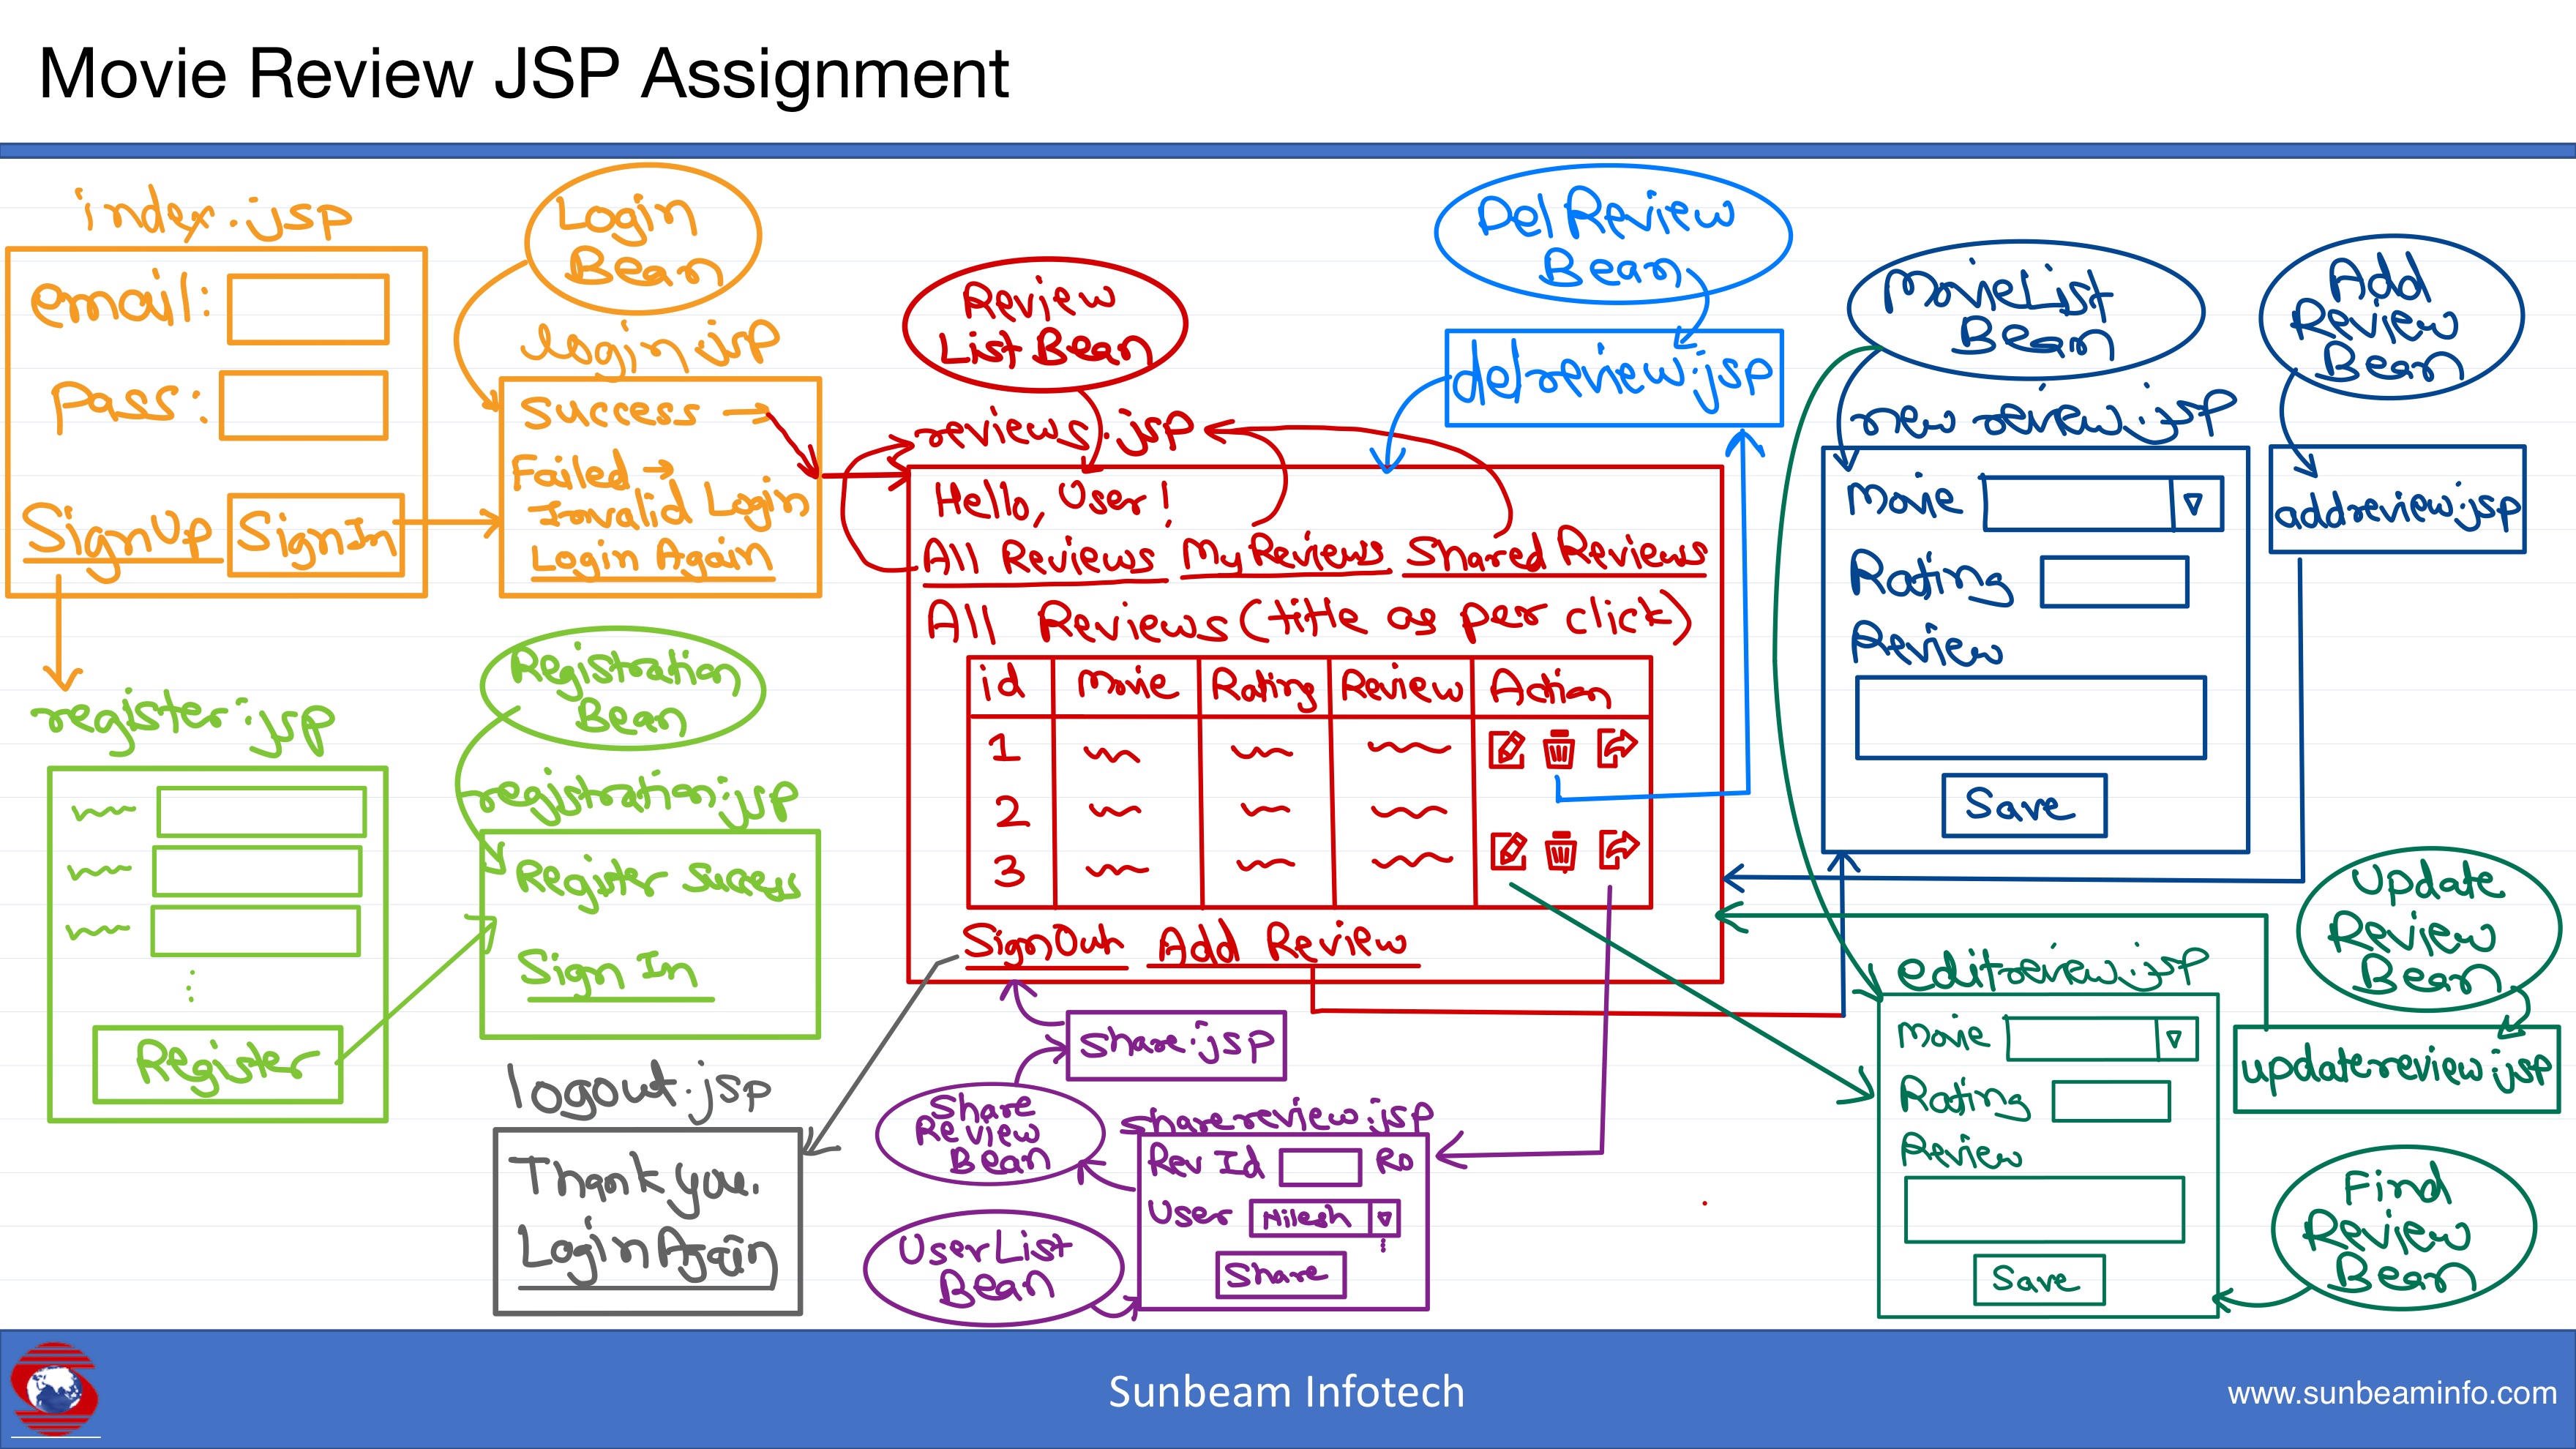 Movie Review JSP Assignment
index.jsp
email:
Pass:
SignUp SignIn
Login
Bean
login.jsp
Success →
Failed →
Invalid Login
Login Again
register.jsp
Register
Registration
Bean
registration.jsp
Register Sucess
Sign In
logout.jsp
Thank you.
Login Again
Review
List Bean
reviews.jsp
Hello, User!
All Reviews My Reviews Shared Reviews
All Reviews (title as per click)
id Movie Rating Review Action
1
2
3
SignOut Add Review
DelReview
Bean
delreview.jsp
share.jsp
Share
Review
Bean
sharereview.jsp
Rev Id RO
User Nilesh
Share
UserList
Bean
MovieList
Bean
new review.jsp
Movie
Rating
Review
Save
Add
Review
Bean
addreview.jsp
Update
Review
Bean
updatereview.jsp
editreview.jsp
Movie
Rating
Review
Save
Find
Review
Bean
Sunbeam Infotech
www.sunbeaminfo.com